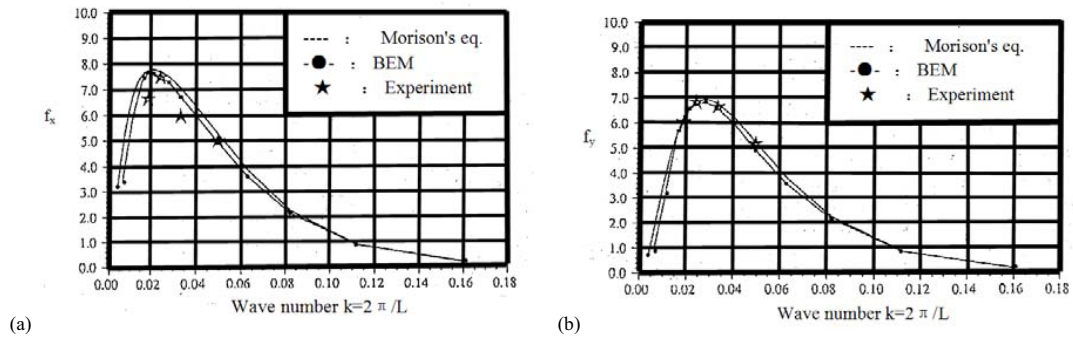 10.0
9.0
8.0
7.0
6.0
5.0
4.0
3.0
2.0
1.0
0.0
f_x
----- : Morison's eq.
-●- : BEM
★ : Experiment
0.00 0.02 0.04 0.06 0.08 0.10 0.12 0.14 0.16 0.18
Wave number k=2 π/L
(a)
10.0
9.0
8.0
7.0
6.0
5.0
4.0
3.0
2.0
1.0
0.0
f_y
----- : Morison's eq.
-●- : BEM
★ : Experiment
0.00 0.02 0.04 0.06 0.08 0.10 0.12 0.14 0.16 0.18
Wave number k=2 π/L
(b)